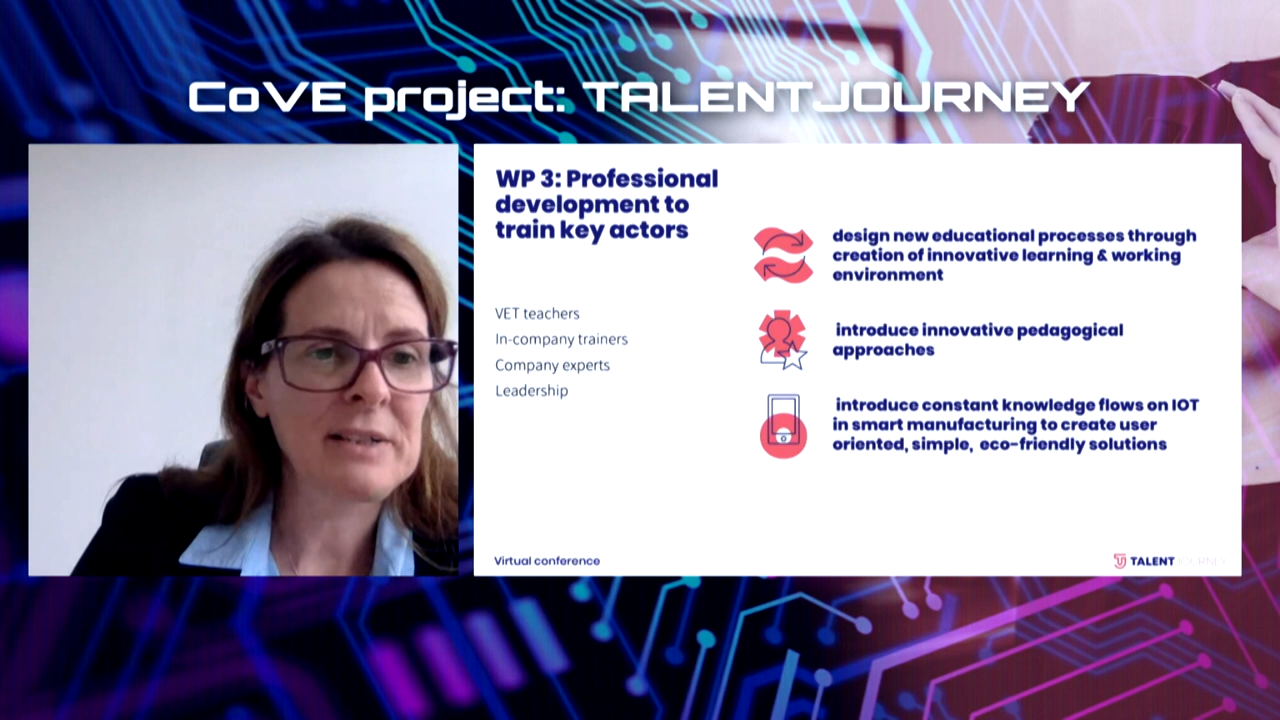 CoVE project: TALENTJOURNEY
WP 3: Professional
development to
train key actors
VET teachers
In-company trainers
Company experts
Leadership
design new educational processes through
creation of innovative learning & working
environment
introduce innovative pedagogical
approaches
introduce constant knowledge flows on IOT
in smart manufacturing to create user
oriented, simple, eco-friendly solutions
Virtual conference
TALENTJOURNEY